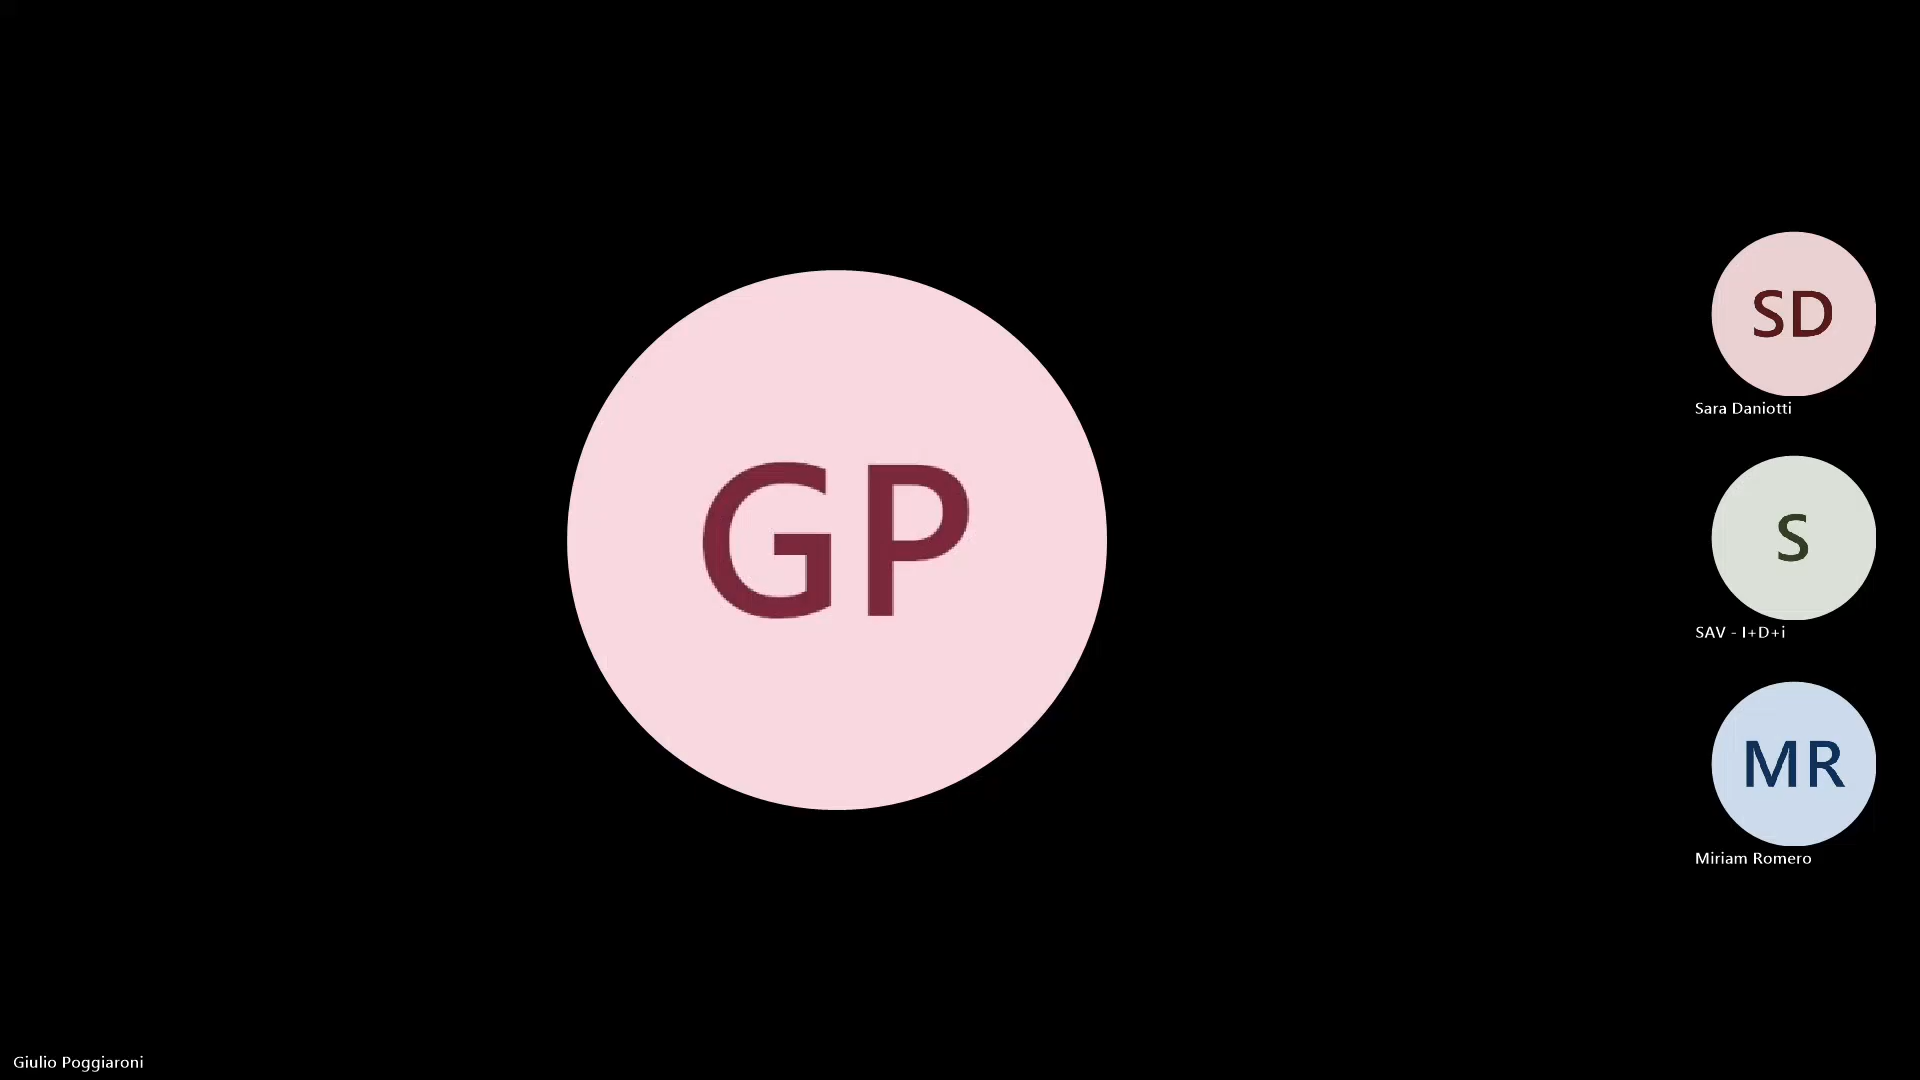 GP
Giulio Poggiaroni
SD
Sara Daniotti
S
SAV - I+D+i
MR
Miriam Romero